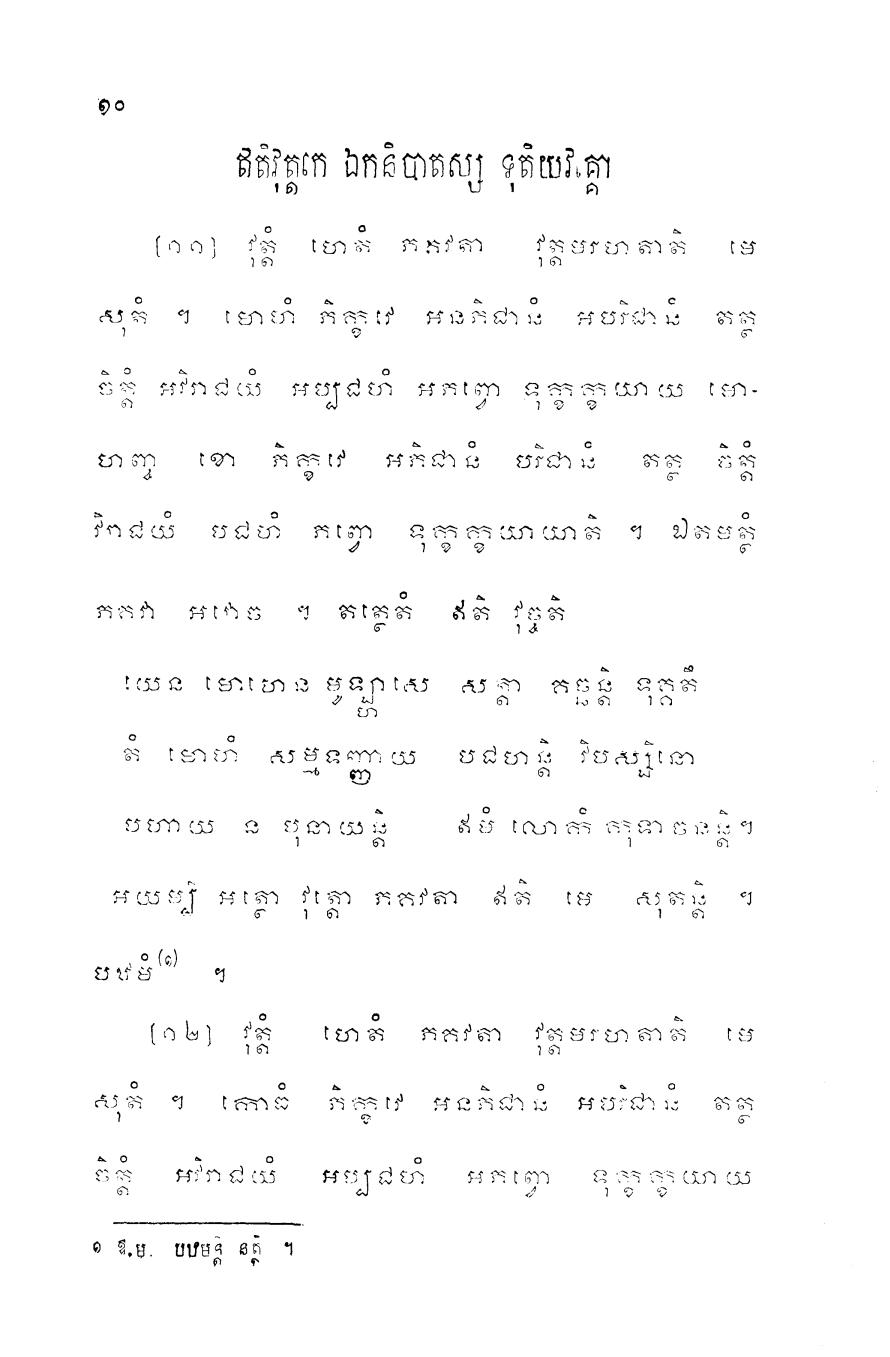 ១០
ឥតិវុត្តកេ ឯកនិបាតស្ស ទុតិយវគ្គោ
[១១] វុត្តំ ហេតំ ភគវតា វុត្តមរហតាតិ មេ
សុតំ ។ មោហំ ភិក្ខវេ អនភិជានំ អបរិជានំ តត្ថ
ចិត្តំ អវិរាជយំ អប្បជហំ អភព្វោ ទុក្ខក្ខយាយ មោ-
ហញ្ច ខោ ភិក្ខវេ អភិជានំ បរិជានំ តត្ថ ចិត្តំ
វិរាជយំ បជហំ ភព្វោ ទុក្ខក្ខយាយាតិ ។ ឯតមត្ថំ
ភគវា អវោច ។ តត្ថេតំ ឥតិ វុច្ចតិ
យេន មោហេន មូឡ្ហាសេ សត្តា គច្ឆន្តិ ទុគ្គតឹ
តំ មោហំ សម្មទញ្ញាយ បជហន្តិ វិបស្សិនោ
បហាយ ន បុនាយន្តិ ឥមំ លោកំ កុទាចនន្តិ។
អយម្បិ អត្ថោ វុត្តោ ភគវតា ឥតិ មេ សុតន្តិ ។
បឋមំ(១) ។
[១២] វុត្តំ ហេតំ ភគវតា វុត្តមរហតាតិ មេ
សុតំ ។ កោធំ ភិក្ខវេ អនភិជានំ អបរិជានំ តត្ថ
ចិត្តំ អវិរាជយំ អប្បជហំ អភព្វោ ទុក្ខក្ខយាយ
១ ឱ.ម. បឋមន្តិ នត្ថិ ។